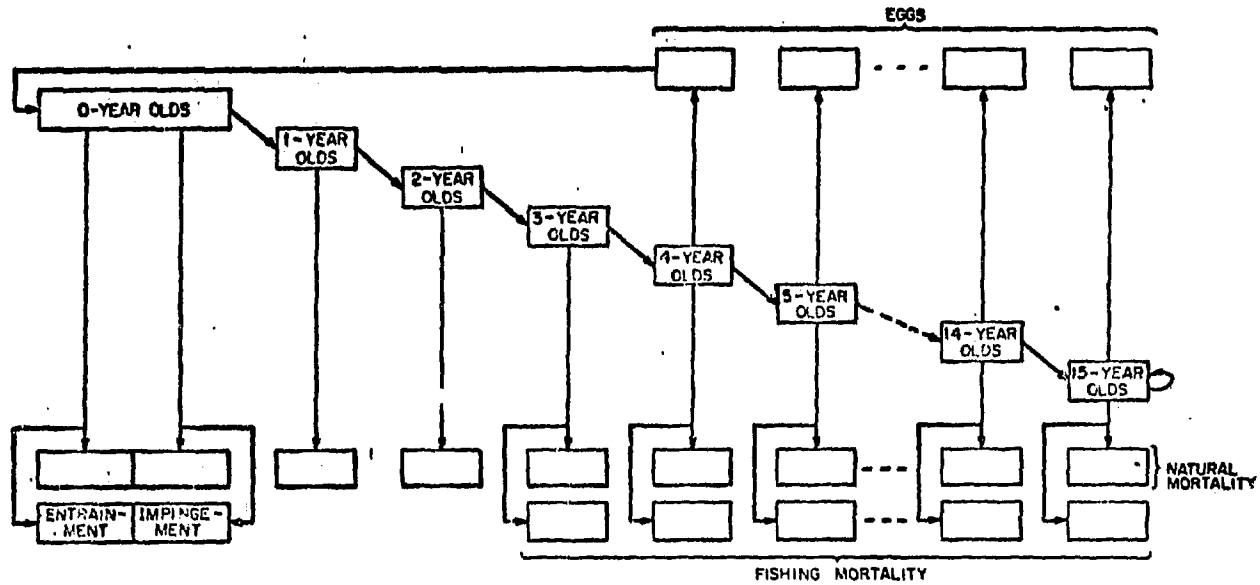 EGGS
0-YEAR OLDS
1-YEAR
OLDS
2-YEAR
OLDS
3-YEAR
OLDS
4-YEAR
OLDS
5-YEAR
OLDS
14-YEAR
OLDS
15-YEAR
OLDS
NATURAL
MORTALITY
ENTRAIN-
MENT
IMPINGE-
MENT
FISHING MORTALITY